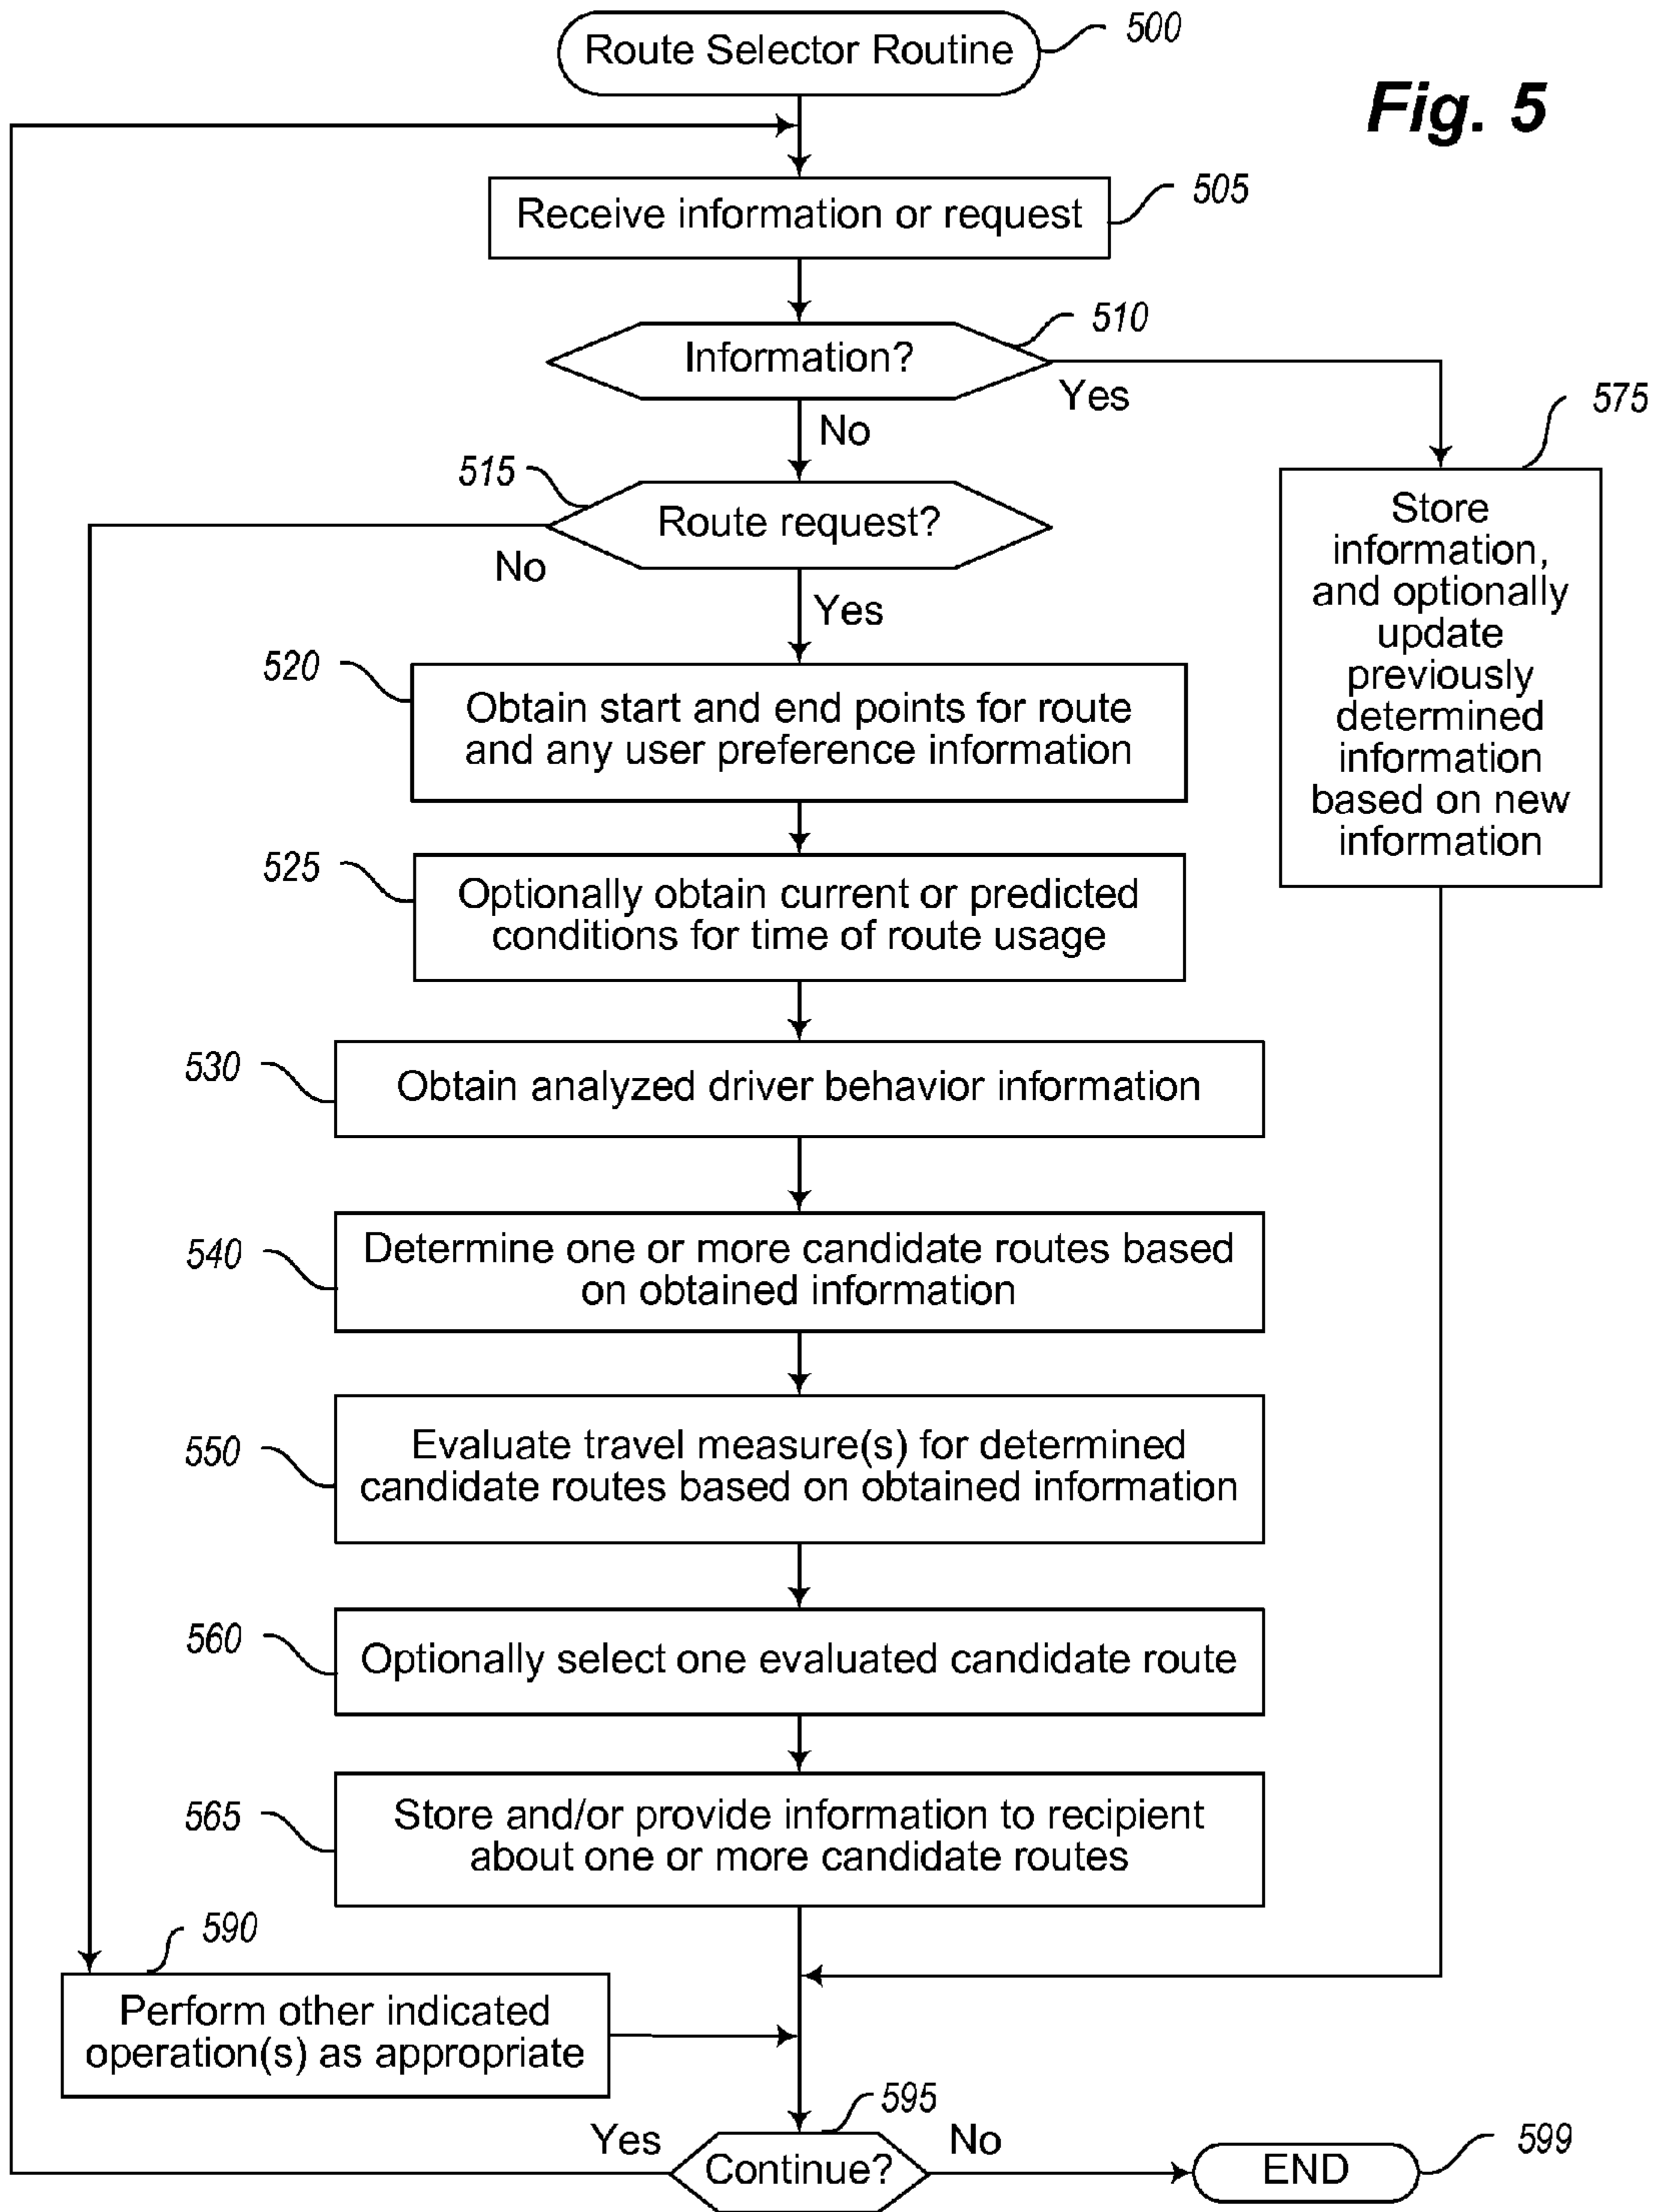 Route Selector Routine
500
Fig. 5
Receive information or request
505
Information?
510
Yes
No
575
Store
information,
and optionally
update
previously
determined
information
based on new
information
515
Route request?
No
Yes
520
Obtain start and end points for route
and any user preference information
525
Optionally obtain current or predicted
conditions for time of route usage
530
Obtain analyzed driver behavior information
540
Determine one or more candidate routes based
on obtained information
550
Evaluate travel measure(s) for determined
candidate routes based on obtained information
560
Optionally select one evaluated candidate route
565
Store and/or provide information to recipient
about one or more candidate routes
590
Perform other indicated
operation(s) as appropriate
595
Yes
Continue?
No
END
599